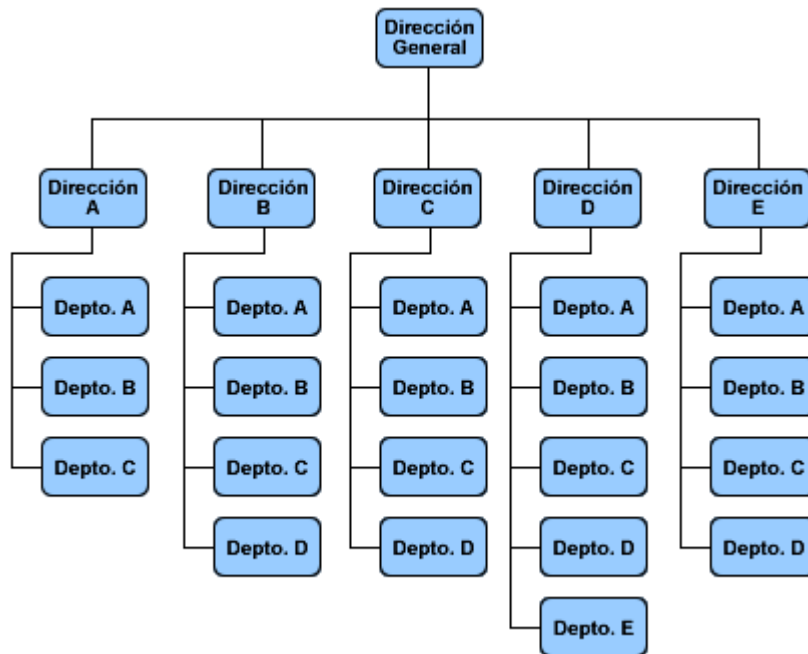 Dirección
General
Dirección
A
Dirección
B
Dirección
C
Dirección
D
Dirección
E
Depto. A
Depto. A
Depto. A
Depto. A
Depto. A
Depto. B
Depto. B
Depto. B
Depto. B
Depto. B
Depto. C
Depto. C
Depto. C
Depto. C
Depto. C
Depto. D
Depto. D
Depto. D
Depto. D
Depto. E